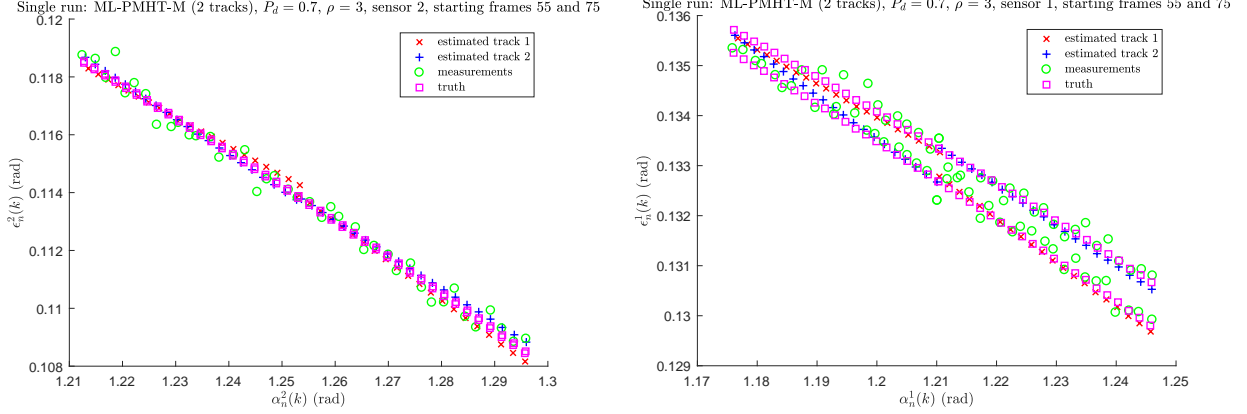 Single run: ML-PMHT-M (2 tracks), P_d = 0.7, ρ = 3, sensor 2, starting frames 55 and 75
0.12
0.118
0.116
0.114
0.112
0.11
0.108
ϵ_n^2(k) (rad)
estimated track 1
estimated track 2
measurements
truth
1.21 1.22 1.23 1.24 1.25 1.26 1.27 1.28 1.29 1.3
α_n^2(k) (rad)
Single run: ML-PMHT-M (2 tracks), P_d = 0.7, ρ = 3, sensor 1, starting frames 55 and 75
0.136
0.135
0.134
0.133
0.132
0.131
0.13
0.129
ϵ_n^1(k) (rad)
estimated track 1
estimated track 2
measurements
truth
1.17 1.18 1.19 1.2 1.21 1.22 1.23 1.24 1.25
α_n^1(k) (rad)